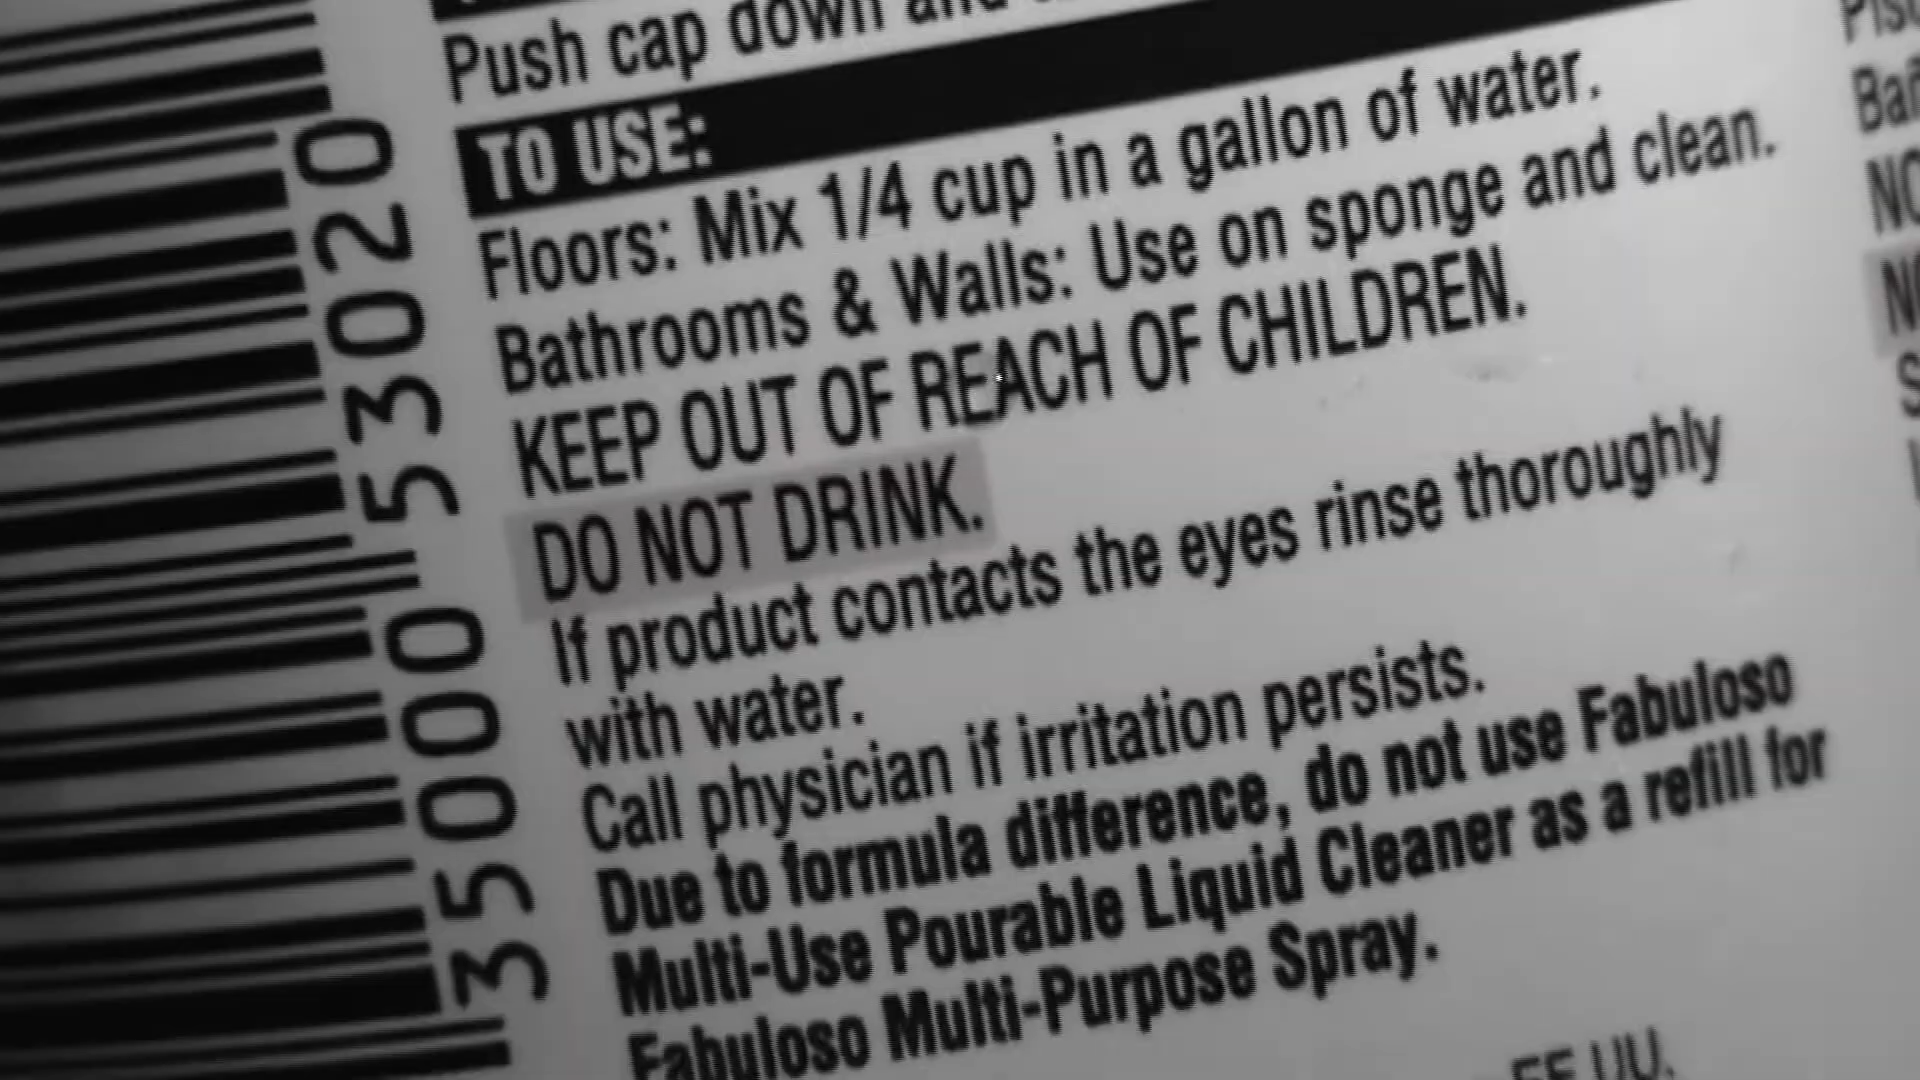 Push cap down and
TO USE:
Floors: Mix 1/4 cup in a gallon of water.
Bathrooms & Walls: Use on sponge and clean.
KEEP OUT OF REACH OF CHILDREN.
DO NOT DRINK.
If product contacts the eyes rinse thoroughly
with water.
Call physician if irritation persists.
Due to formula difference, do not use Fabuloso
Multi-Use Pourable Liquid Cleaner as a refill for
Fabuloso Multi-Purpose Spray.
EE.UU.
35000 53020